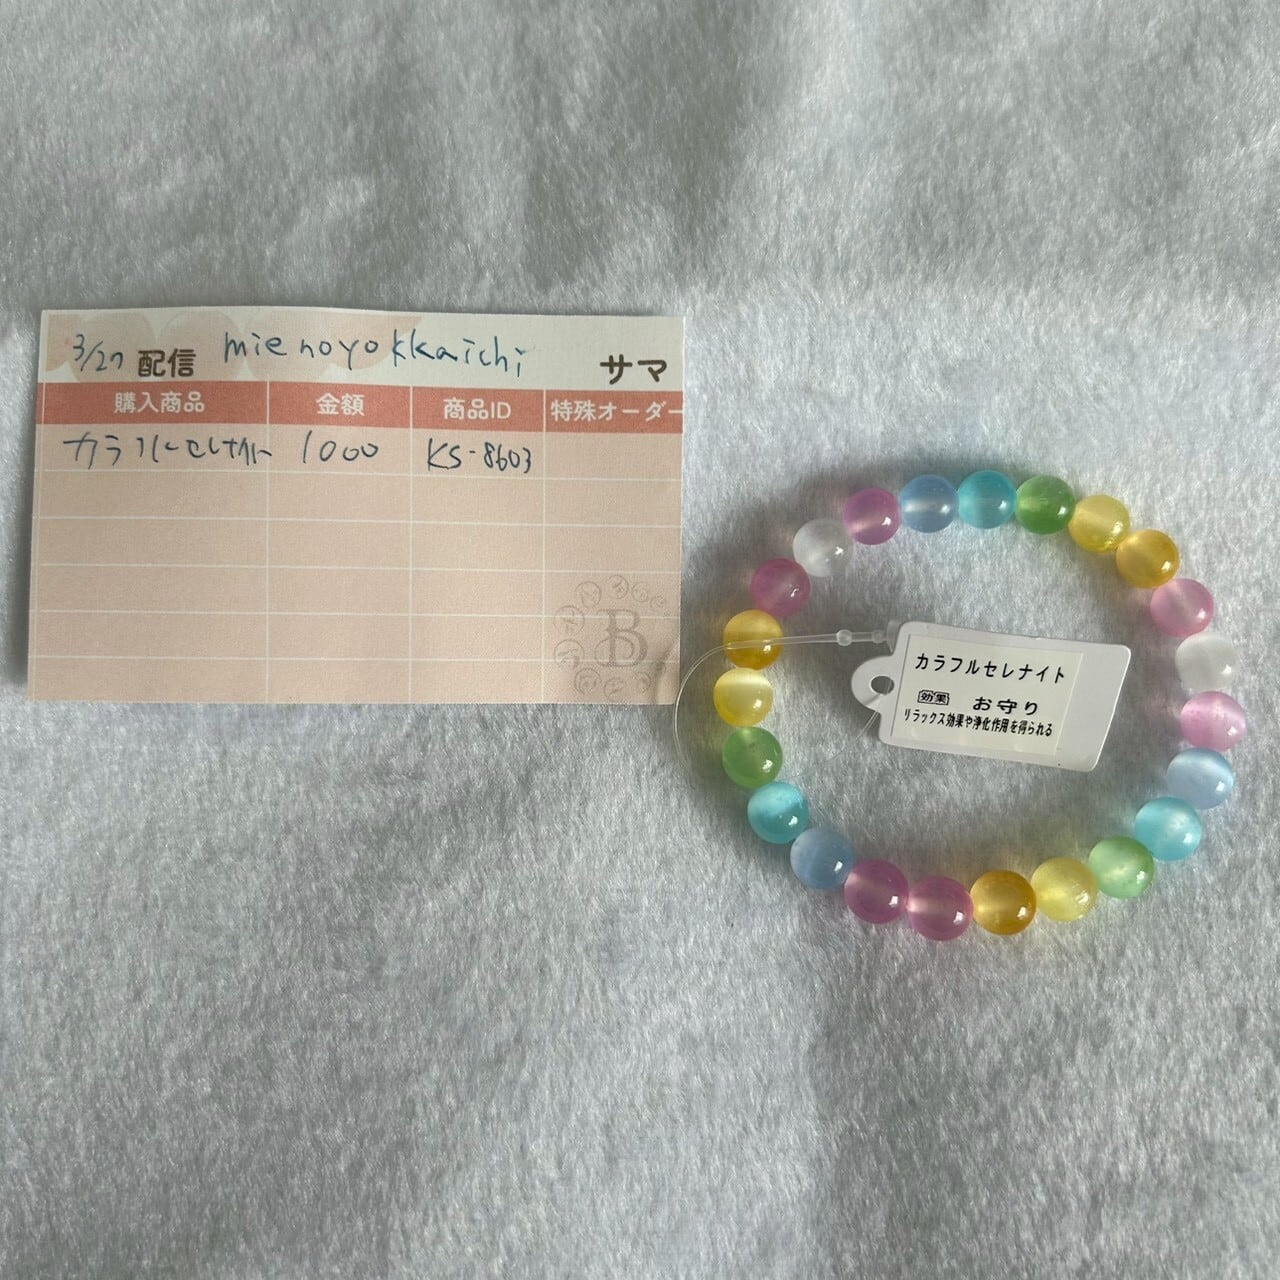 3/27 配信 mie noyo kkaichi サマ
購入商品 金額 商品ID 特殊オーダー
カラフルセレナイト 1000 KS-8603
B
カラフルセレナイト
効果 お守り
リラックス効果や浄化作用を得られる